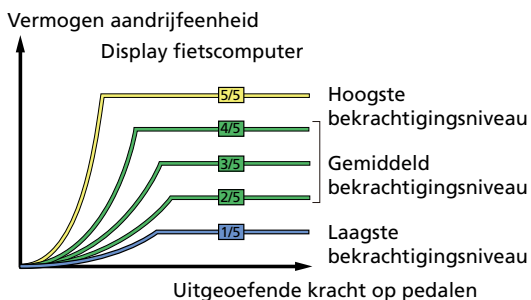 Vermogen aandrijfeenheid
Display fietscomputer
5/5
Hoogste
bekrachtigingsniveau
4/5
3/5
Gemiddeld
bekrachtigingsniveau
2/5
1/5
Laagste
bekrachtigingsniveau
Uitgeoefende kracht op pedalen